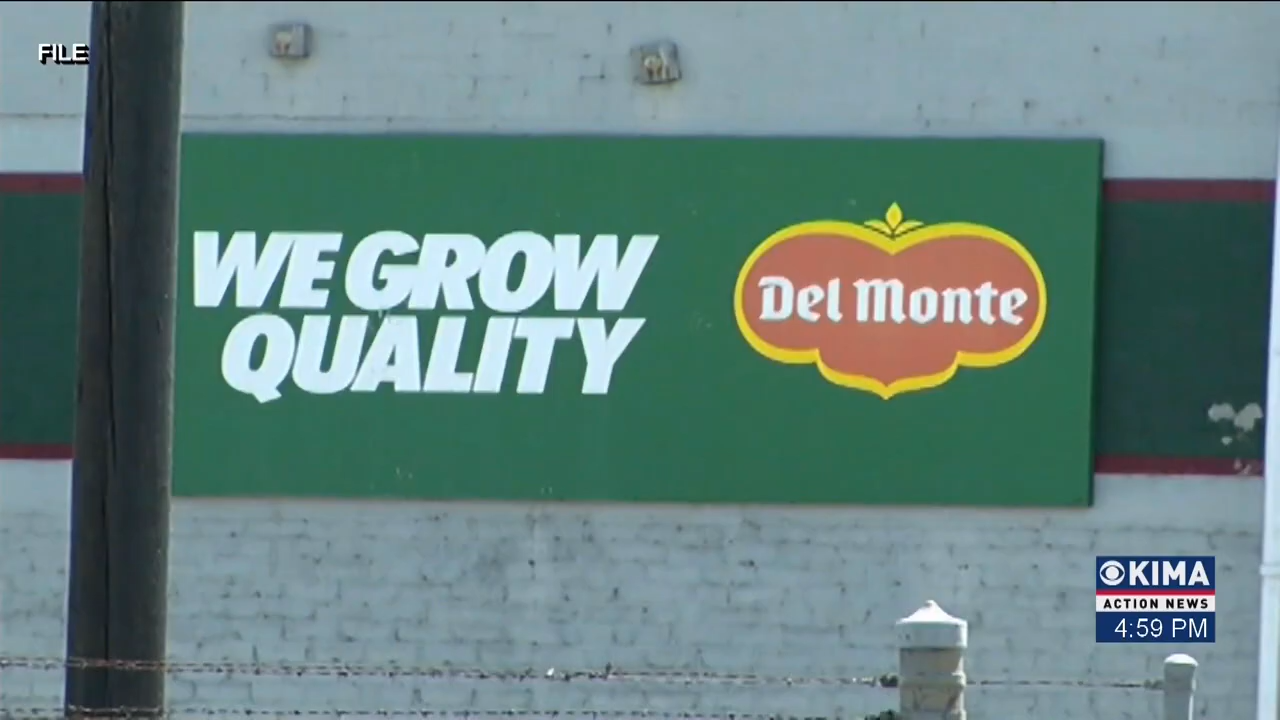 FILE
WE GROW
QUALITY
Del Monte
KIMA
ACTION NEWS
4:59 PM